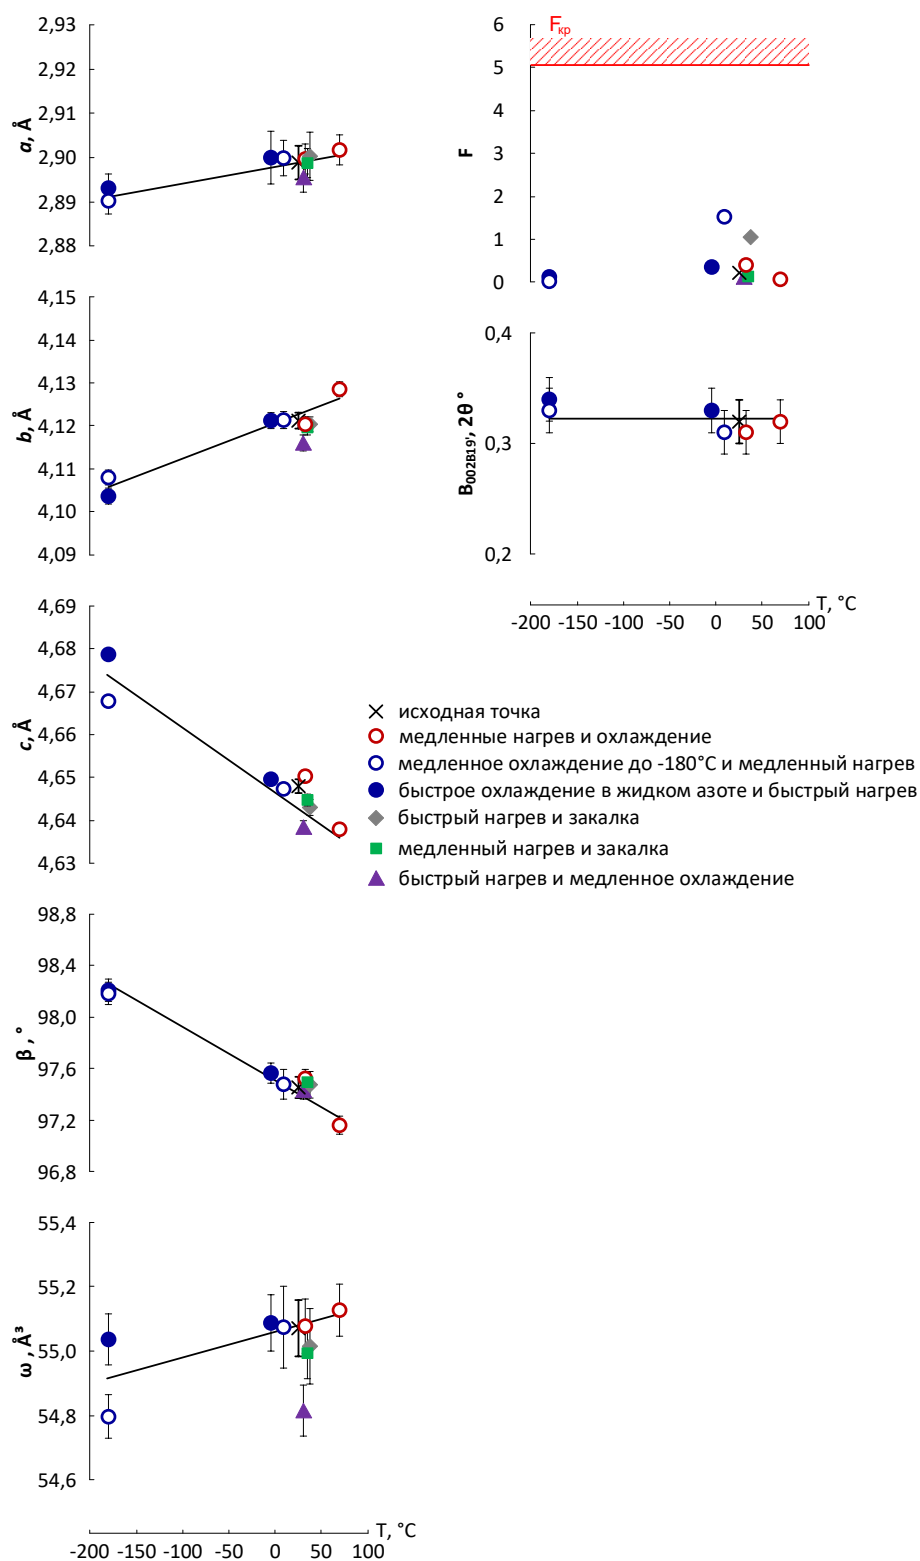 2,93
2,92
2,91
2,90
2,89
2,88
a, Å
4,15
4,14
4,13
4,12
4,11
4,10
4,09
b, Å
4,69
4,68
4,67
4,66
4,65
4,64
4,63
c, Å
98,8
98,4
98,0
97,6
97,2
96,8
β, °
55,4
55,2
55,0
54,8
54,6
ω, Å³
-200 -150 -100 -50 0 50 100
T, °C
Fкр
6
5
4
3
2
1
0
F
0,4
0,3
0,2
B002B19', 2θ°
T, °C
-200 -150 -100 -50 0 50 100
исходная точка
медленные нагрев и охлаждение
медленное охлаждение до -180°C и медленный нагрев
быстрое охлаждение в жидком азоте и быстрый нагрев
быстрый нагрев и закалка
медленный нагрев и закалка
быстрый нагрев и медленное охлаждение